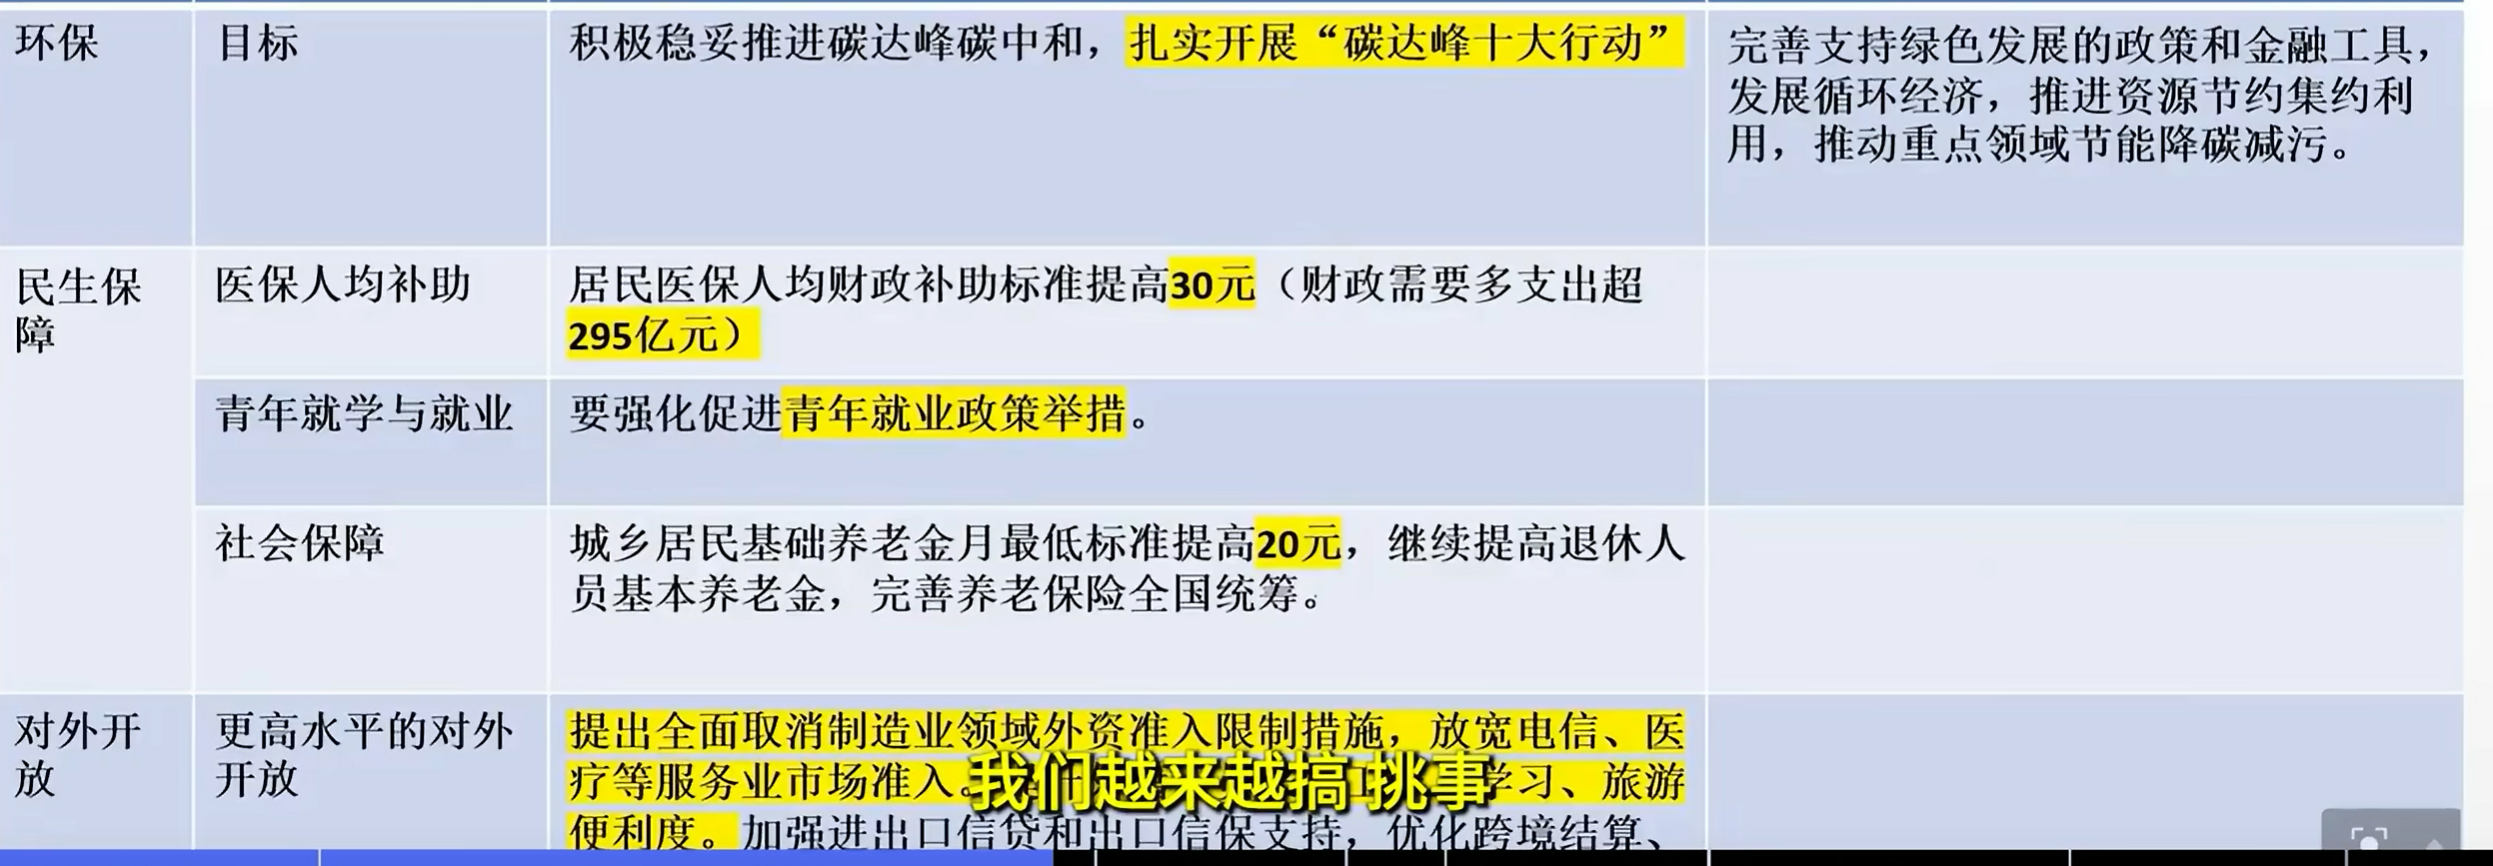 环保
目标
积极稳妥推进碳达峰碳中和，扎实开展“碳达峰十大行动”
完善支持绿色发展的政策和金融工具，
发展循环经济，推进资源节约集约利
用，推动重点领域节能降碳减污。
民生保
障
医保人均补助
居民医保人均财政补助标准提高30元（财政需要多支出超
295亿元）
青年就学与就业
要强化促进青年就业政策举措。
社会保障
城乡居民基础养老金月最低标准提高20元，继续提高退休人
员基本养老金，完善养老保险全国统筹。
对外开
放
更高水平的对外
开放
提出全面取消制造业领域外资准入限制措施，放宽电信、医
疗等服务业市场准入。
学习、旅游
便利度。加强进出口信贷和出口信保支持，优化跨境结算、
我们越来越搞 挑事